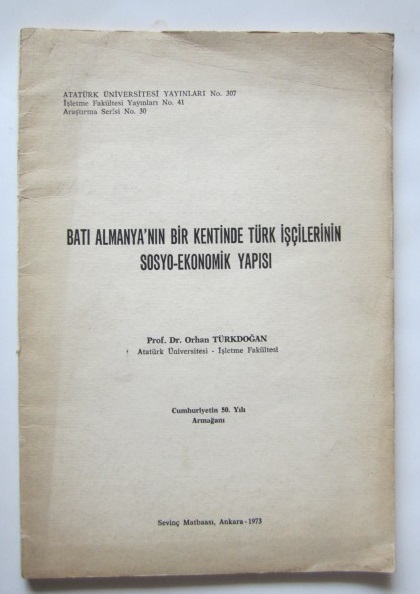 ATATÜRK ÜNİVERSİTESİ YAYINLARI No. 307
İşletme Fakültesi Yayınları No. 41
Araştırma Serisi No. 30
BATI ALMANYA'NIN BİR KENTİNDE TÜRK İŞÇİLERİNİN
SOSYO-EKONOMİK YAPISI
Prof. Dr. Orhan TÜRKDOĞAN
Atatürk Üniversitesi - İşletme Fakültesi
Cumhuriyetin 50. Yılı
Armağanı
Sevinç Matbaası, Ankara - 1973